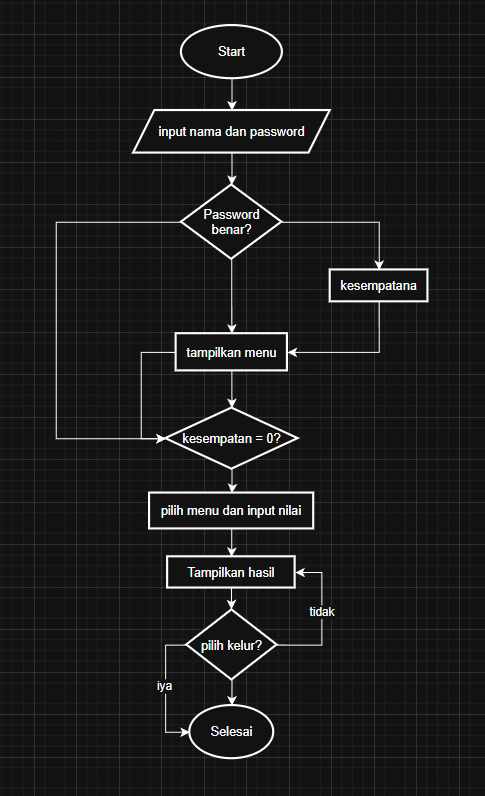 Start
input nama dan password
Password
benar?
kesempatana
tampilkan menu
kesempatan = 0?
pilih menu dan input nilai
Tampilkan hasil
tidak
pilih kelur?
iya
Selesai